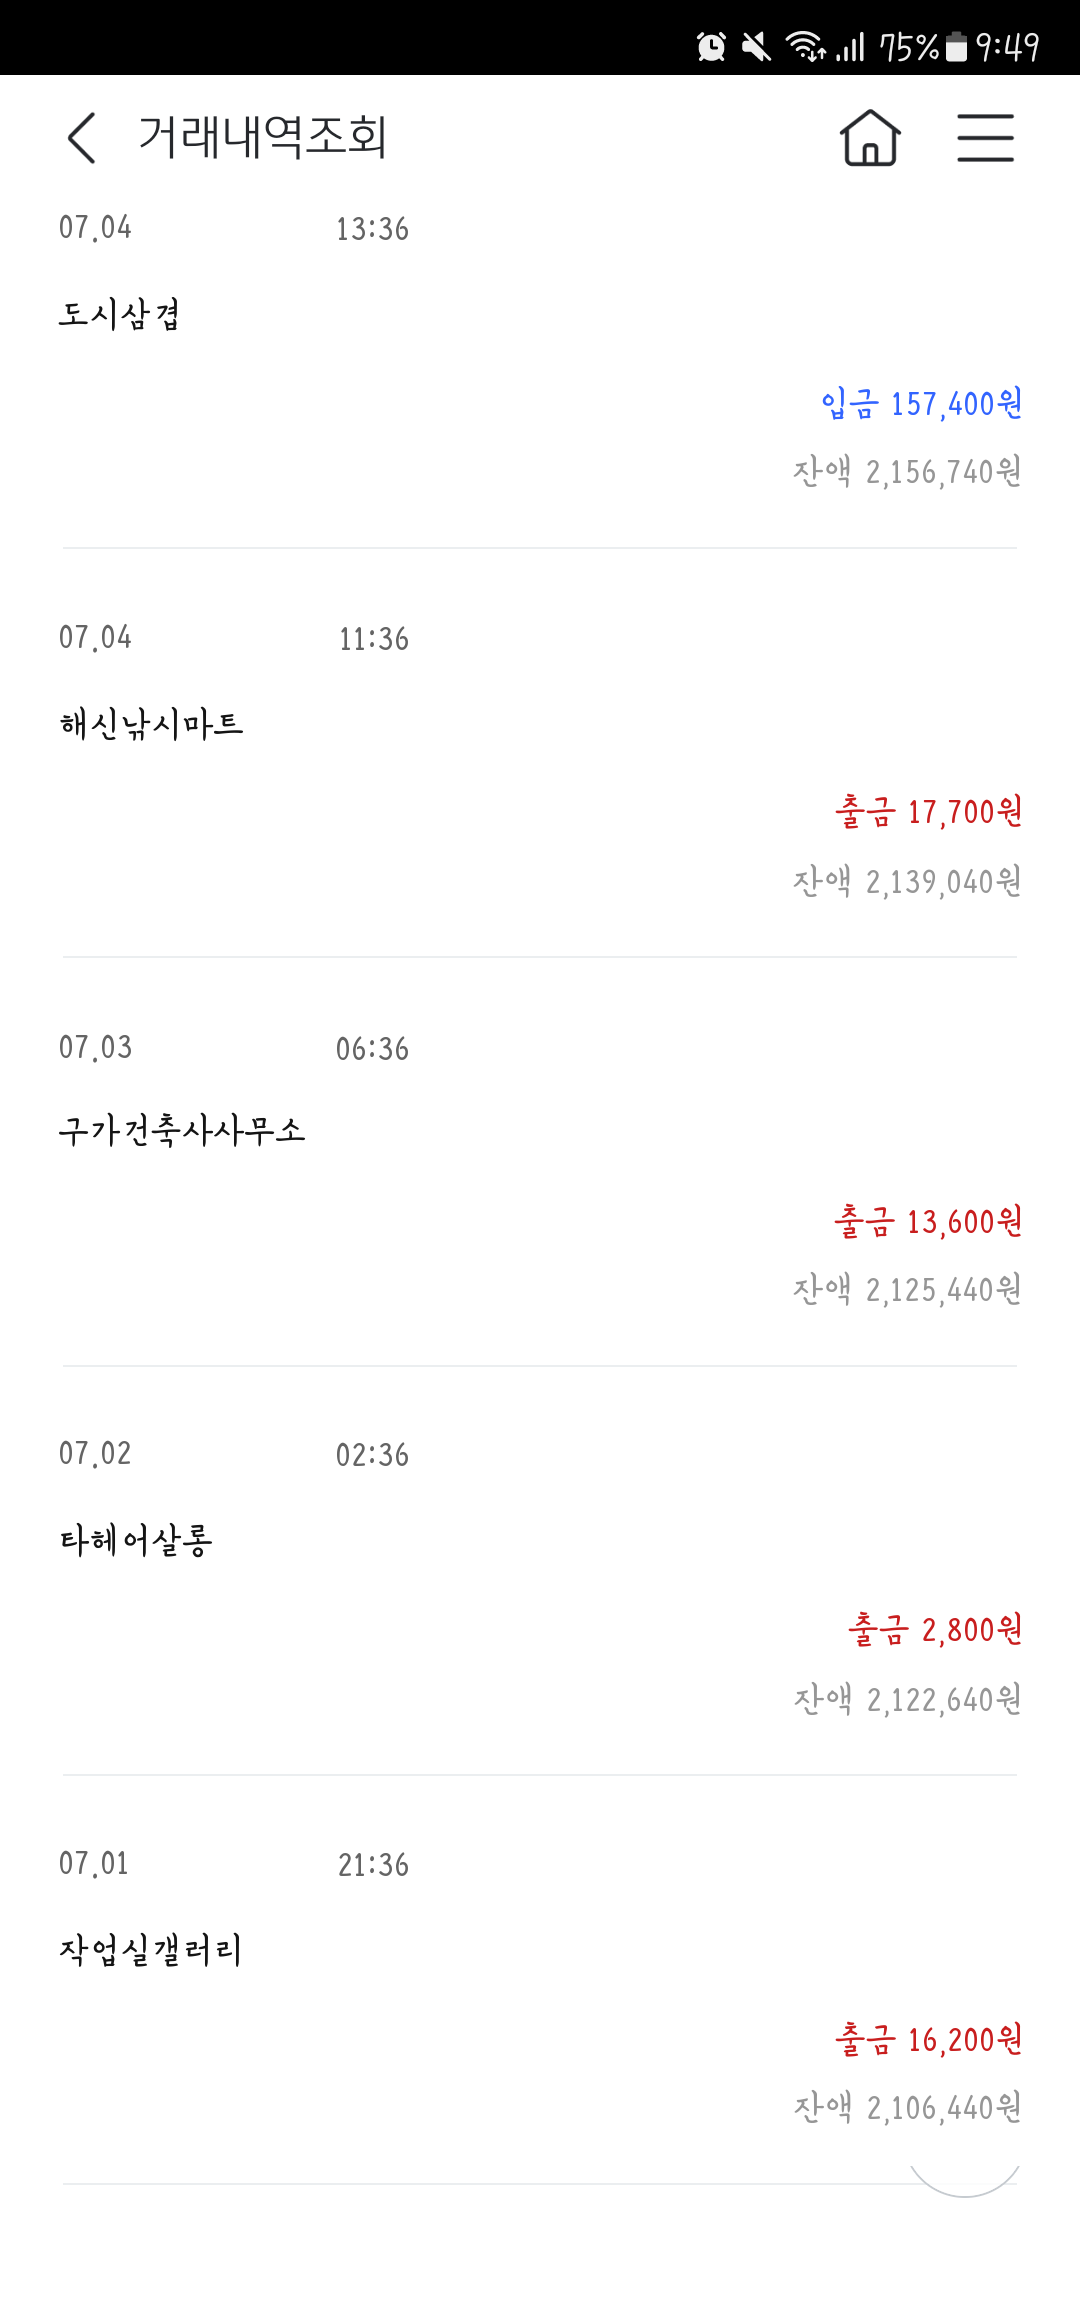 75% 9:49
거래내역조회
07.04 13:36
도시삼겹
입금 157,400원
잔액 2,156,740원
07.04 11:36
해신낚시마트
출금 17,700원
잔액 2,139,040원
07.03 06:36
구가건축사사무소
출금 13,600원
잔액 2,125,440원
07.02 02:36
타헤어살롱
출금 2,800원
잔액 2,122,640원
07.01 21:36
작업실갤러리
출금 16,200원
잔액 2,106,440원